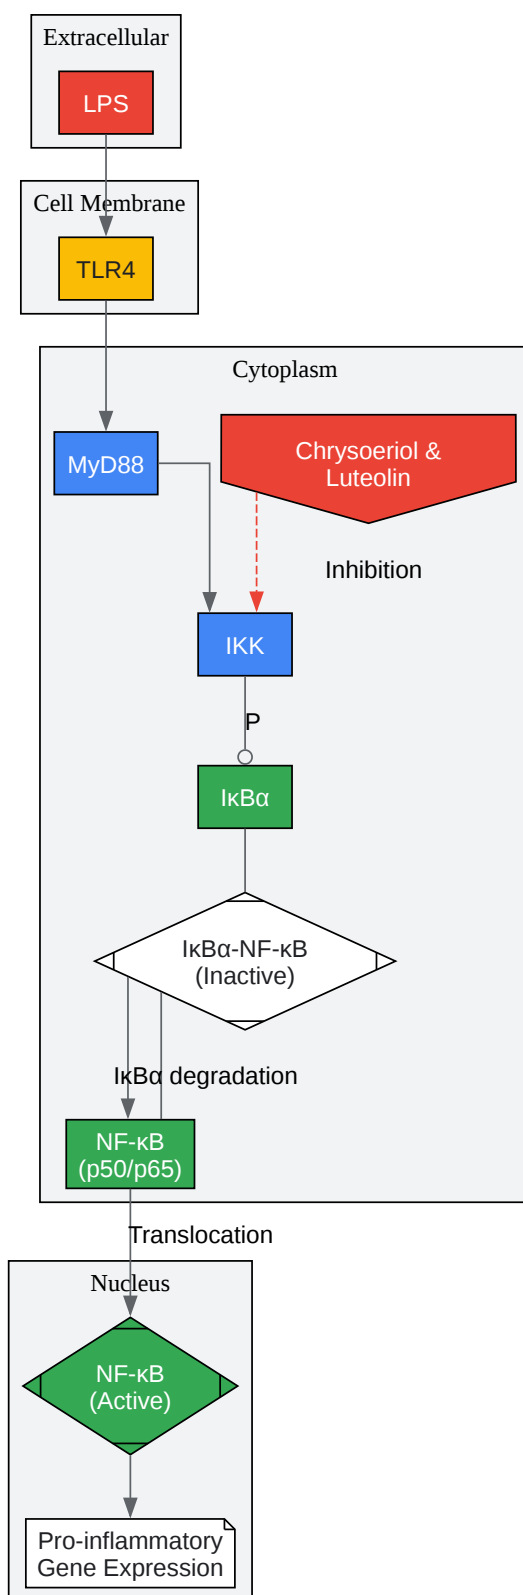 Extracellular
LPS
Cell Membrane
TLR4
Cytoplasm
MyD88
Chrysoeriol &
Luteolin
Inhibition
IKK
P
IκBα
IκBα-NF-κB
(Inactive)
IκBα degradation
NF-κB
(p50/p65)
Translocation
Nucleus
NF-κB
(Active)
Pro-inflammatory
Gene Expression